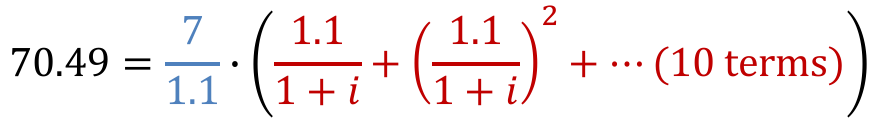 70.49 = 7/1.1 · (1.1/(1 + i) + (1.1/(1 + i))² + ⋯ (10 terms))